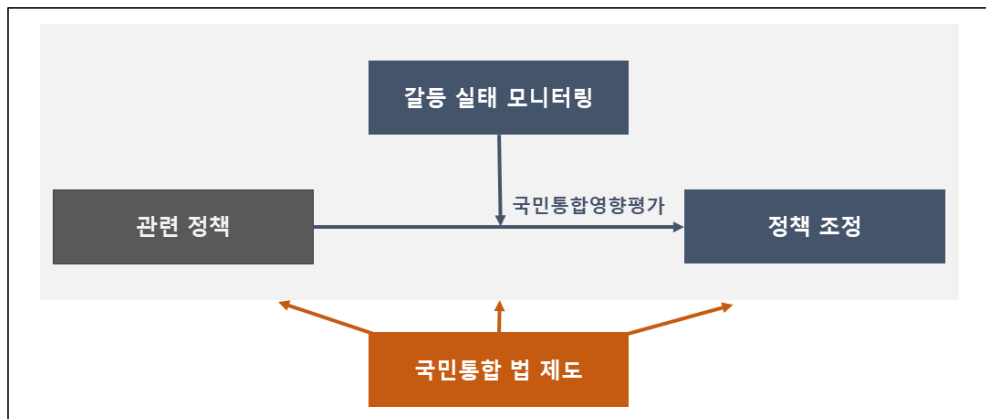 갈등 실태 모니터링
국민통합영향평가
관련 정책
정책 조정
국민통합 법 제도